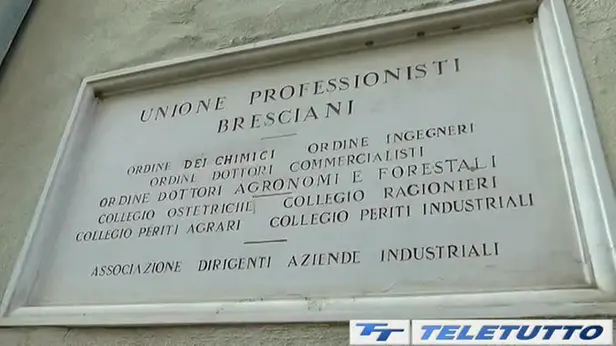 UNIONE PROFESSIONISTI
BRESCIANI
ORDINE DEI CHIMICI ORDINE INGEGNERI
ORDINE DOTTORI COMMERCIALISTI
ORDINE DOTTORI AGRONOMI E FORESTALI
COLLEGIO OSTETRICHE COLLEGIO RAGIONIERI
COLLEGIO PERITI AGRARI COLLEGIO PERITI INDUSTRIALI
ASSOCIAZIONE DIRIGENTI AZIENDE INDUSTRIALI
TT TELETUTTO